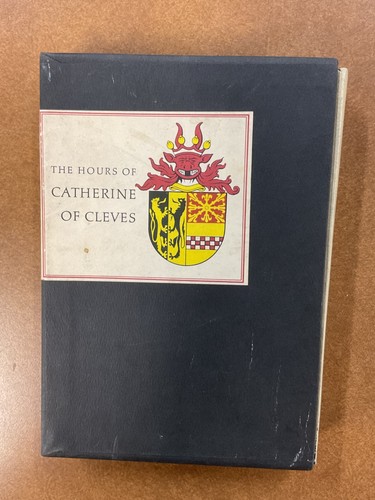 THE HOURS OF
CATHERINE
OF CLEVES